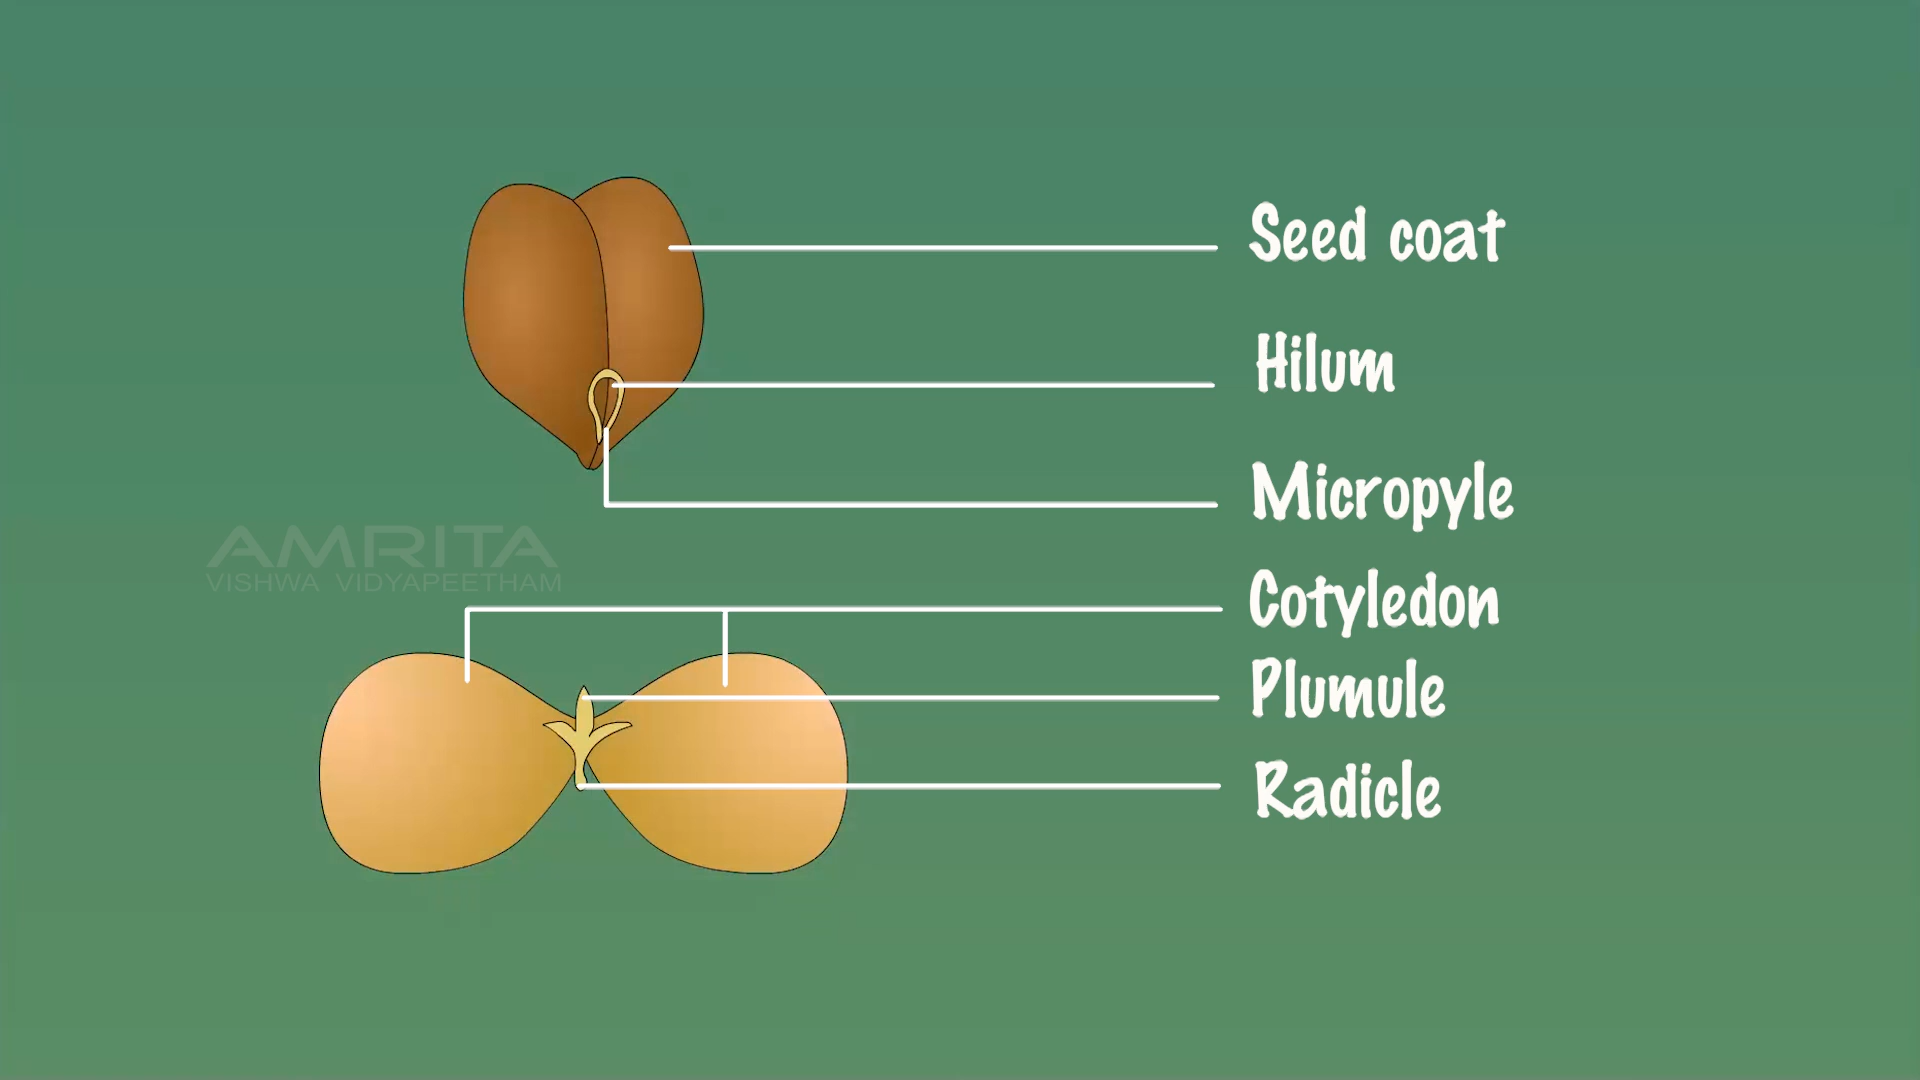 Seed coat
Hilum
Micropyle
AMRITA
VISHWA VIDYAPEETHAM
Cotyledon
Plumule
Radicle